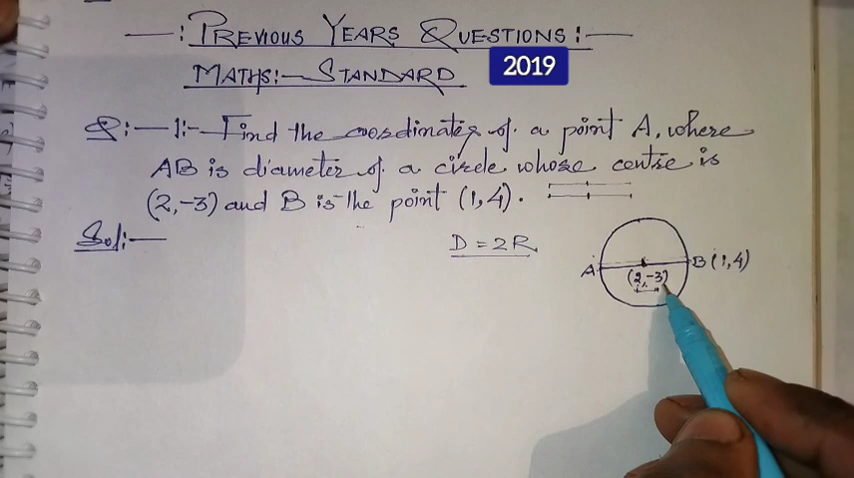 —: PREVIOUS YEARS QUESTIONS :—
MATHS:— STANDARD 2019
Q:— 1:- Find the coordinates of a point A, where
AB is diameter of a circle whose centre is
(2,-3) and B is the point (1,4).
Sol:— D = 2R
A B(1,4)
(2,-3)